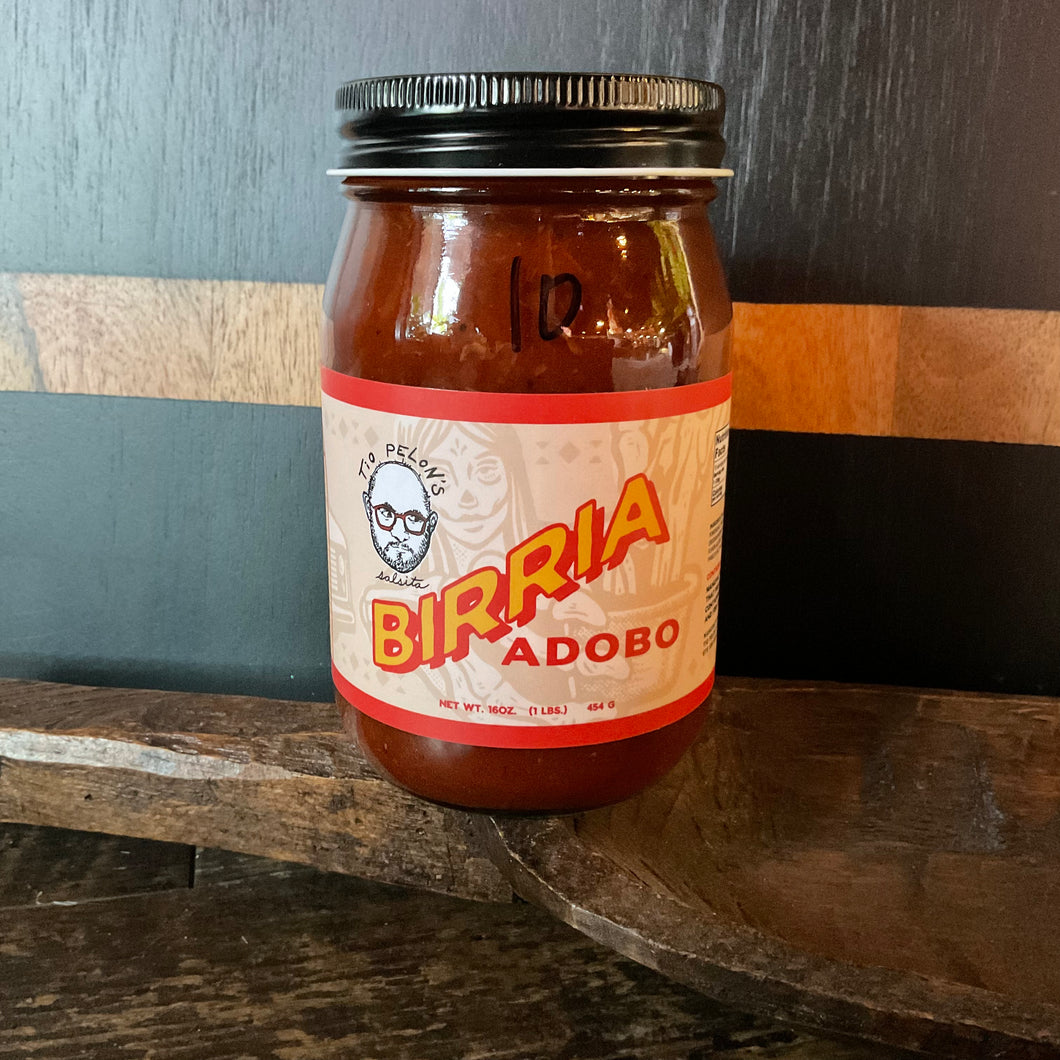 10
TIO PELON'S
salsita
BIRRIA
ADOBO
NET WT. 16OZ. (1 LBS.) 454 G